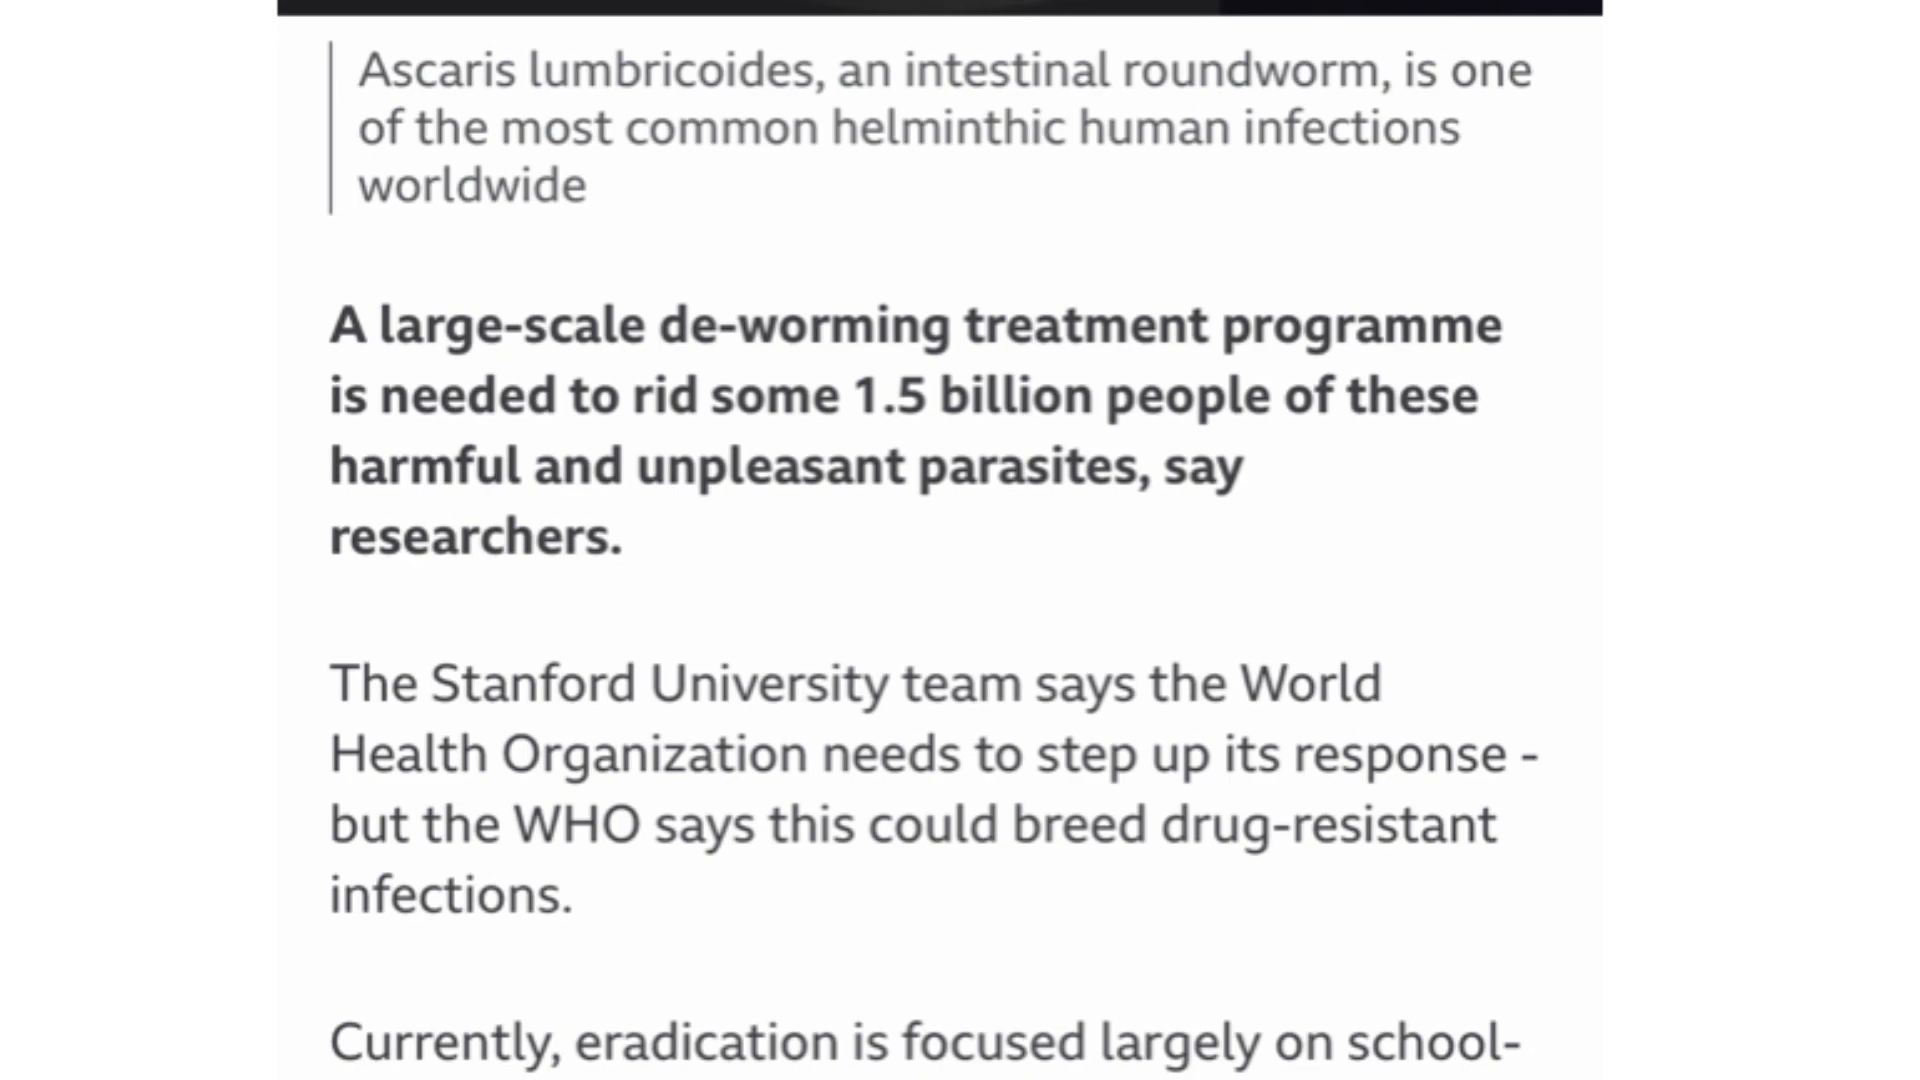 Ascaris lumbricoides, an intestinal roundworm, is one
of the most common helminthic human infections
worldwide
A large-scale de-worming treatment programme
is needed to rid some 1.5 billion people of these
harmful and unpleasant parasites, say
researchers.
The Stanford University team says the World
Health Organization needs to step up its response -
but the WHO says this could breed drug-resistant
infections.
Currently, eradication is focused largely on school-